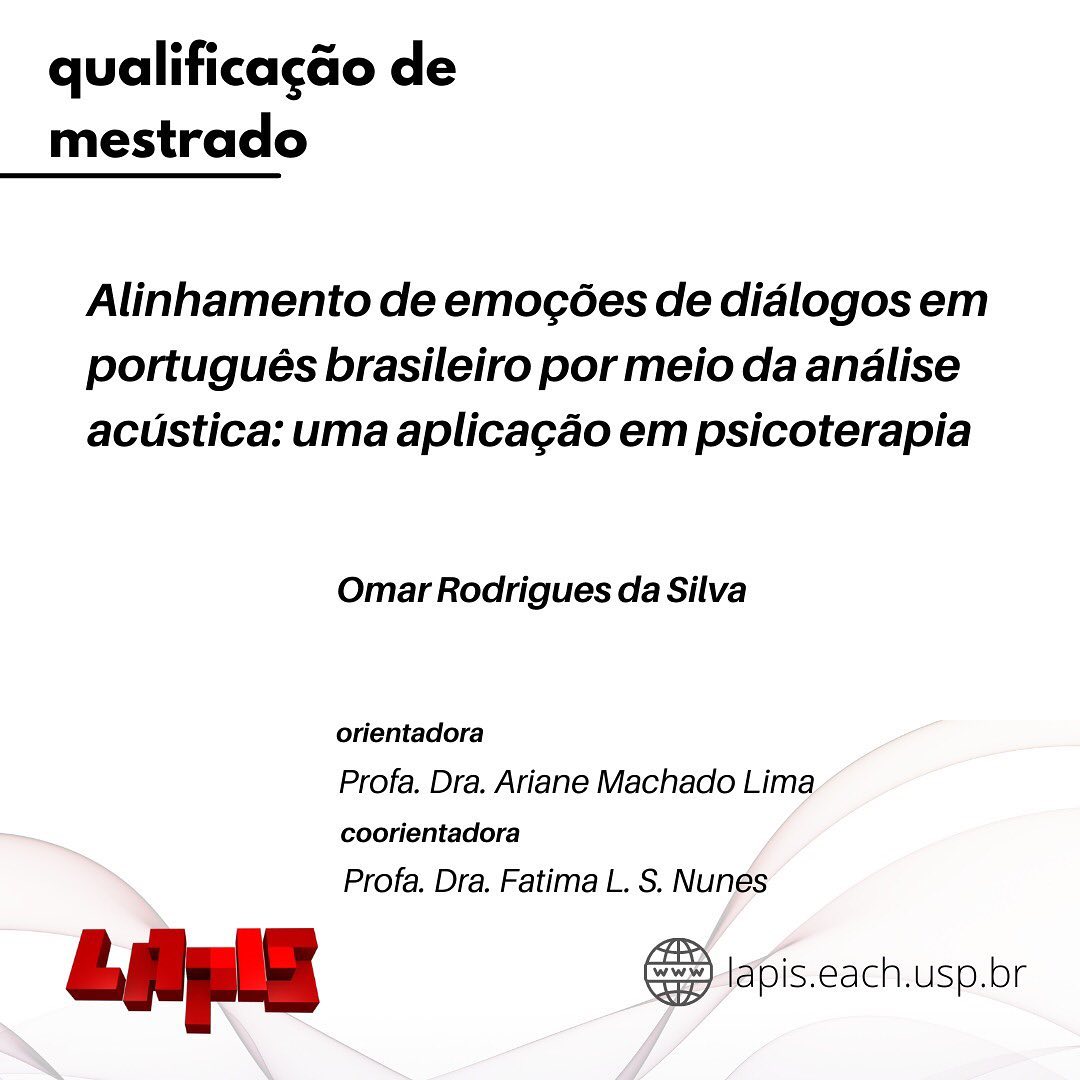 qualificação de
mestrado
Alinhamento de emoções de diálogos em
português brasileiro por meio da análise
acústica: uma aplicação em psicoterapia
Omar Rodrigues da Silva
orientadora
Profa. Dra. Ariane Machado Lima
coorientadora
Profa. Dra. Fatima L. S. Nunes
LAPIS
www lapis.each.usp.br